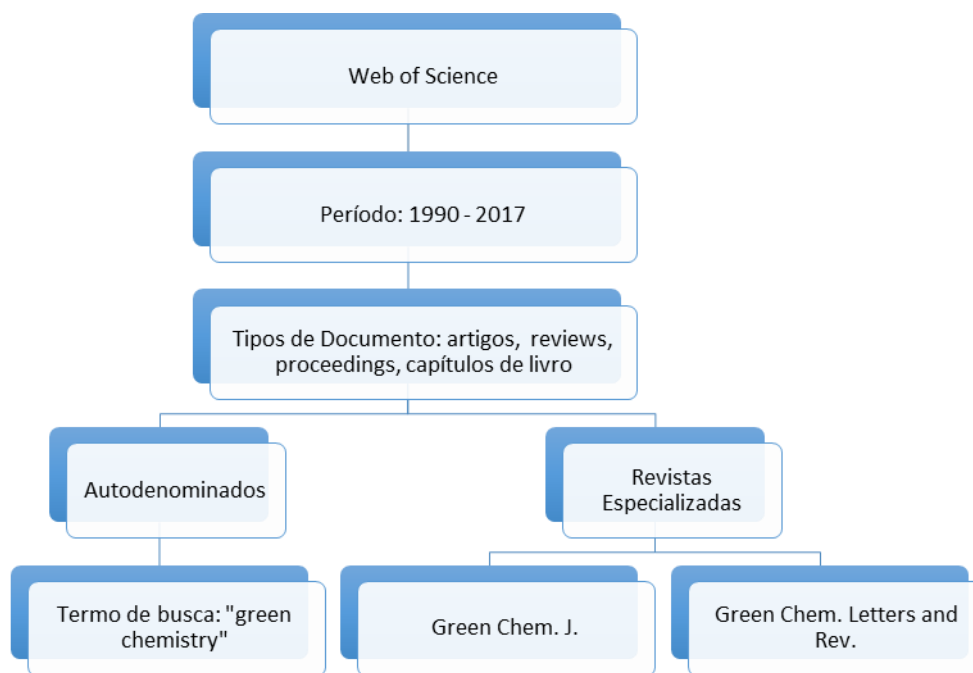 Web of Science
Período: 1990 - 2017
Tipos de Documento: artigos, reviews,
proceedings, capítulos de livro
Autodenominados
Revistas
Especializadas
Termo de busca: "green
chemistry"
Green Chem. J.
Green Chem. Letters and
Rev.